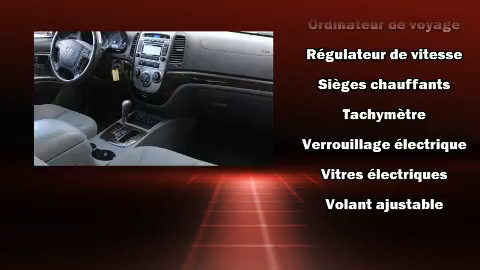 Ordinateur de voyage
Régulateur de vitesse
Sièges chauffants
Tachymètre
Verrouillage électrique
Vitres électriques
Volant ajustable